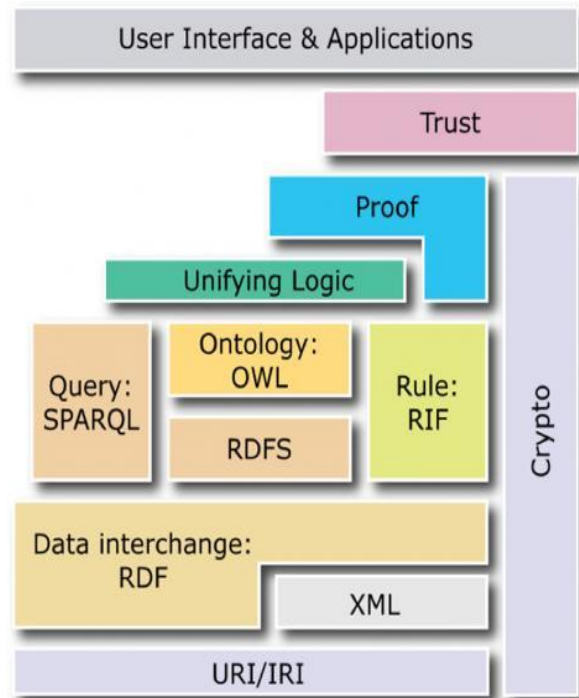 User Interface & Applications
Trust
Proof
Unifying Logic
Query:
SPARQL
Ontology:
OWL
RDFS
Rule:
RIF
Crypto
Data interchange:
RDF
XML
URI/IRI